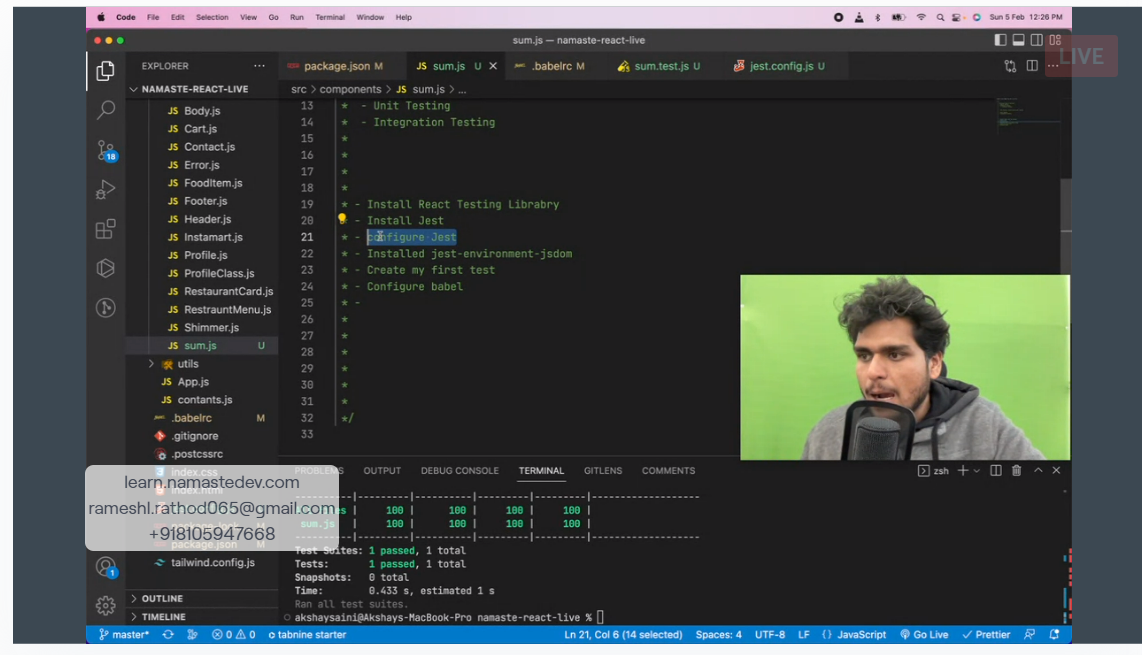 Code File Edit Selection View Go Run Terminal Window Help Sun 5 Feb 12:26 PM
sum.js — namaste-react-live
LIVE
EXPLORER ... package.json M JS sum.js U × .babelrc M sum.test.js U jest.config.js U ...
NAMASTE-REACT-LIVE
src > components > JS sum.js > ...
JS Body.js
JS Cart.js
JS Contact.js
JS Error.js
JS FoodItem.js
JS Footer.js
JS Header.js
JS Instamart.js
JS Profile.js
JS ProfileClass.js
JS RestaurantCard.js
JS RestrauntMenu.js
JS Shimmer.js
JS sum.js U
utils
JS App.js
JS contants.js
.babelrc M
.gitignore
.postcssrc
index.css
index.html
package-lock... M
package.json M
tailwind.config.js
OUTLINE
TIMELINE
18
1
13 * - Unit Testing
14 * - Integration Testing
15 *
16 *
17 *
18 *
19 * - Install React Testing Librabry
20 * - Install Jest
21 * - configure Jest
22 * - Installed jest-environment-jsdom
23 * - Create my first test
24 * - Configure babel
25 * -
26 *
27 *
28 *
29 *
30 *
31 *
32 */
33
learn.namastedev.com
rameshl.rathod065@gmail.com
+918105947668
PROBLEMS OUTPUT DEBUG CONSOLE TERMINAL GITLENS COMMENTS zsh
----------|---------|----------|---------|---------|-------------------
| 100 | 100 | 100 | 100 |
sum.js | 100 | 100 | 100 | 100 |
----------|---------|----------|---------|---------|-------------------
Test Suites: 1 passed, 1 total
Tests: 1 passed, 1 total
Snapshots: 0 total
Time: 0.433 s, estimated 1 s
Ran all test suites.
akshaysaini@Akshays-MacBook-Pro namaste-react-live %
master* 0 0 tabnine starter Ln 21, Col 6 (14 selected) Spaces: 4 UTF-8 LF {} JavaScript Go Live Prettier